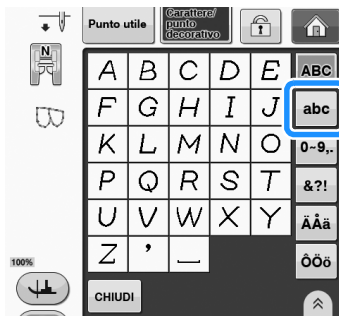 Punto utile
Carattere/
punto
decorativo
N
A B C D E ABC
F G H I J abc
K L M N O 0~9,.
P Q R S T &?!
U V W X Y ÄÅä
Z ’ _ ÔÖö
100%
CHIUDI